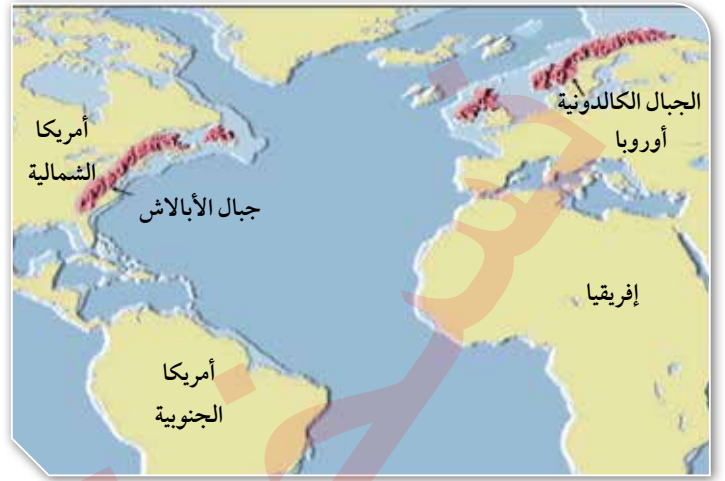 الجبال الكالدونية
أوروبا
أمريكا
الشمالية
جبال الأبالاش
إفريقيا
أمريكا
الجنوبية